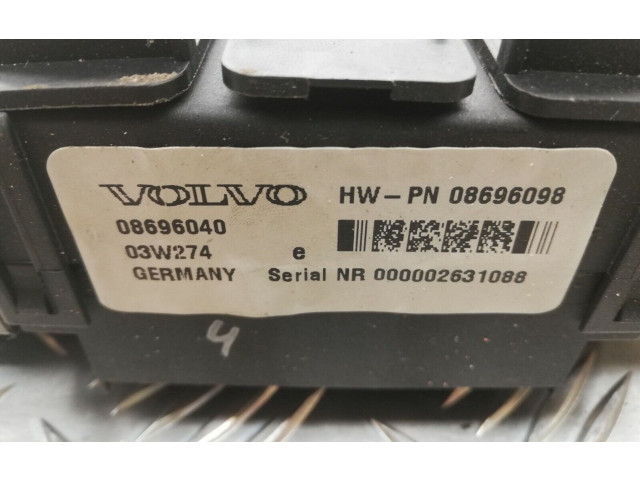 VOLVO HW-PN 08696098
08696040
03W274 e
GERMANY Serial NR 000002631088
4